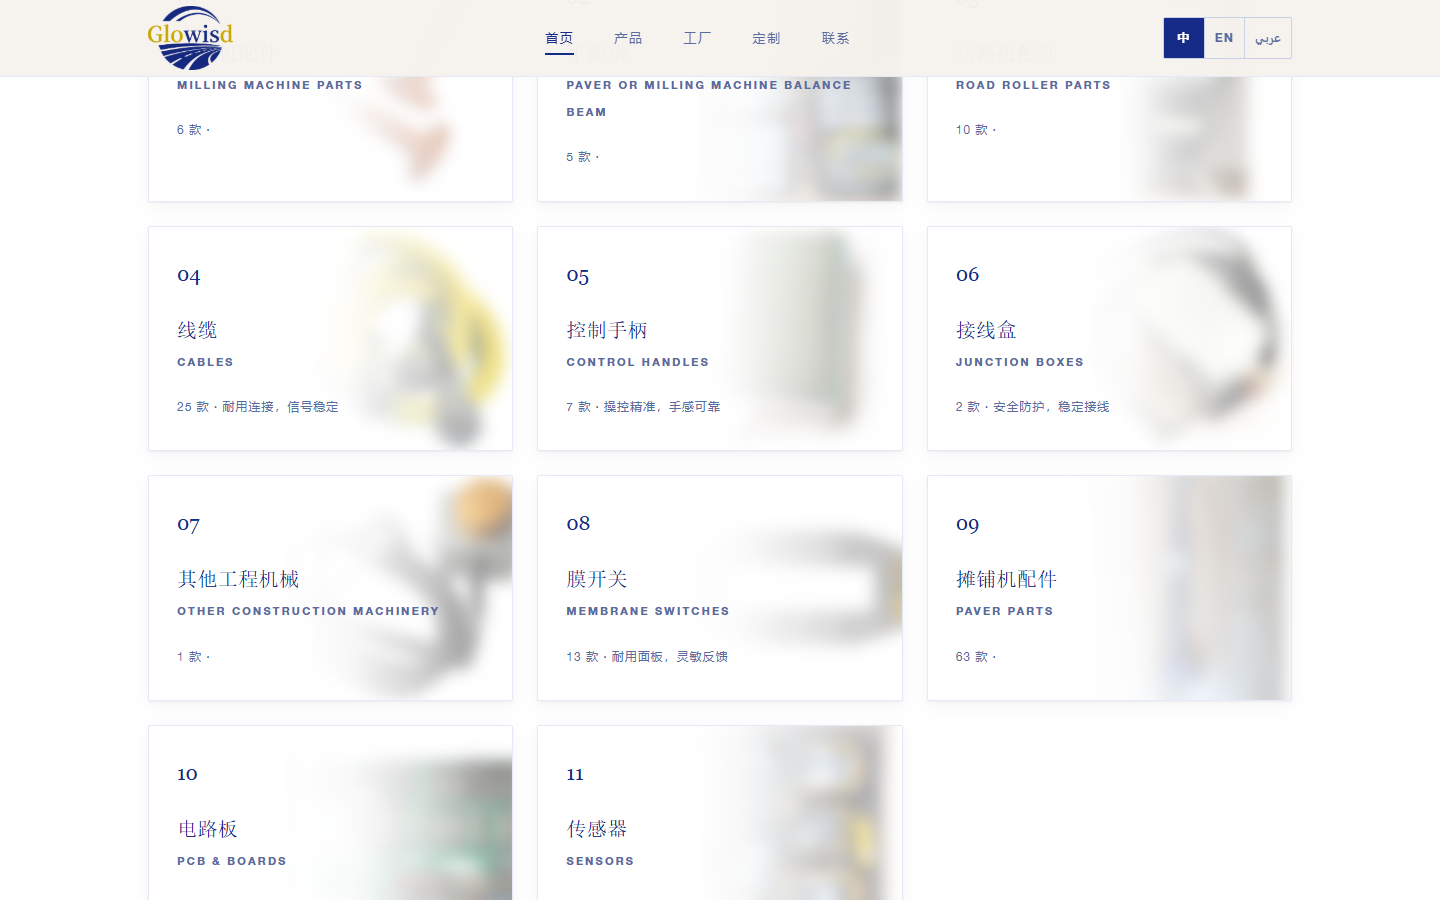 Glowisd
首页
产品
工厂
定制
联系
中
EN
عربي
MILLING MACHINE PARTS
6 款 ·
PAVER OR MILLING MACHINE BALANCE
BEAM
5 款 ·
ROAD ROLLER PARTS
10 款 ·
04
线缆
CABLES
25 款 · 耐用连接，信号稳定
05
控制手柄
CONTROL HANDLES
7 款 · 操控精准，手感可靠
06
接线盒
JUNCTION BOXES
2 款 · 安全防护，稳定接线
07
其他工程机械
OTHER CONSTRUCTION MACHINERY
1 款 ·
08
膜开关
MEMBRANE SWITCHES
13 款 · 耐用面板，灵敏反馈
09
摊铺机配件
PAVER PARTS
63 款 ·
10
电路板
PCB & BOARDS
11
传感器
SENSORS